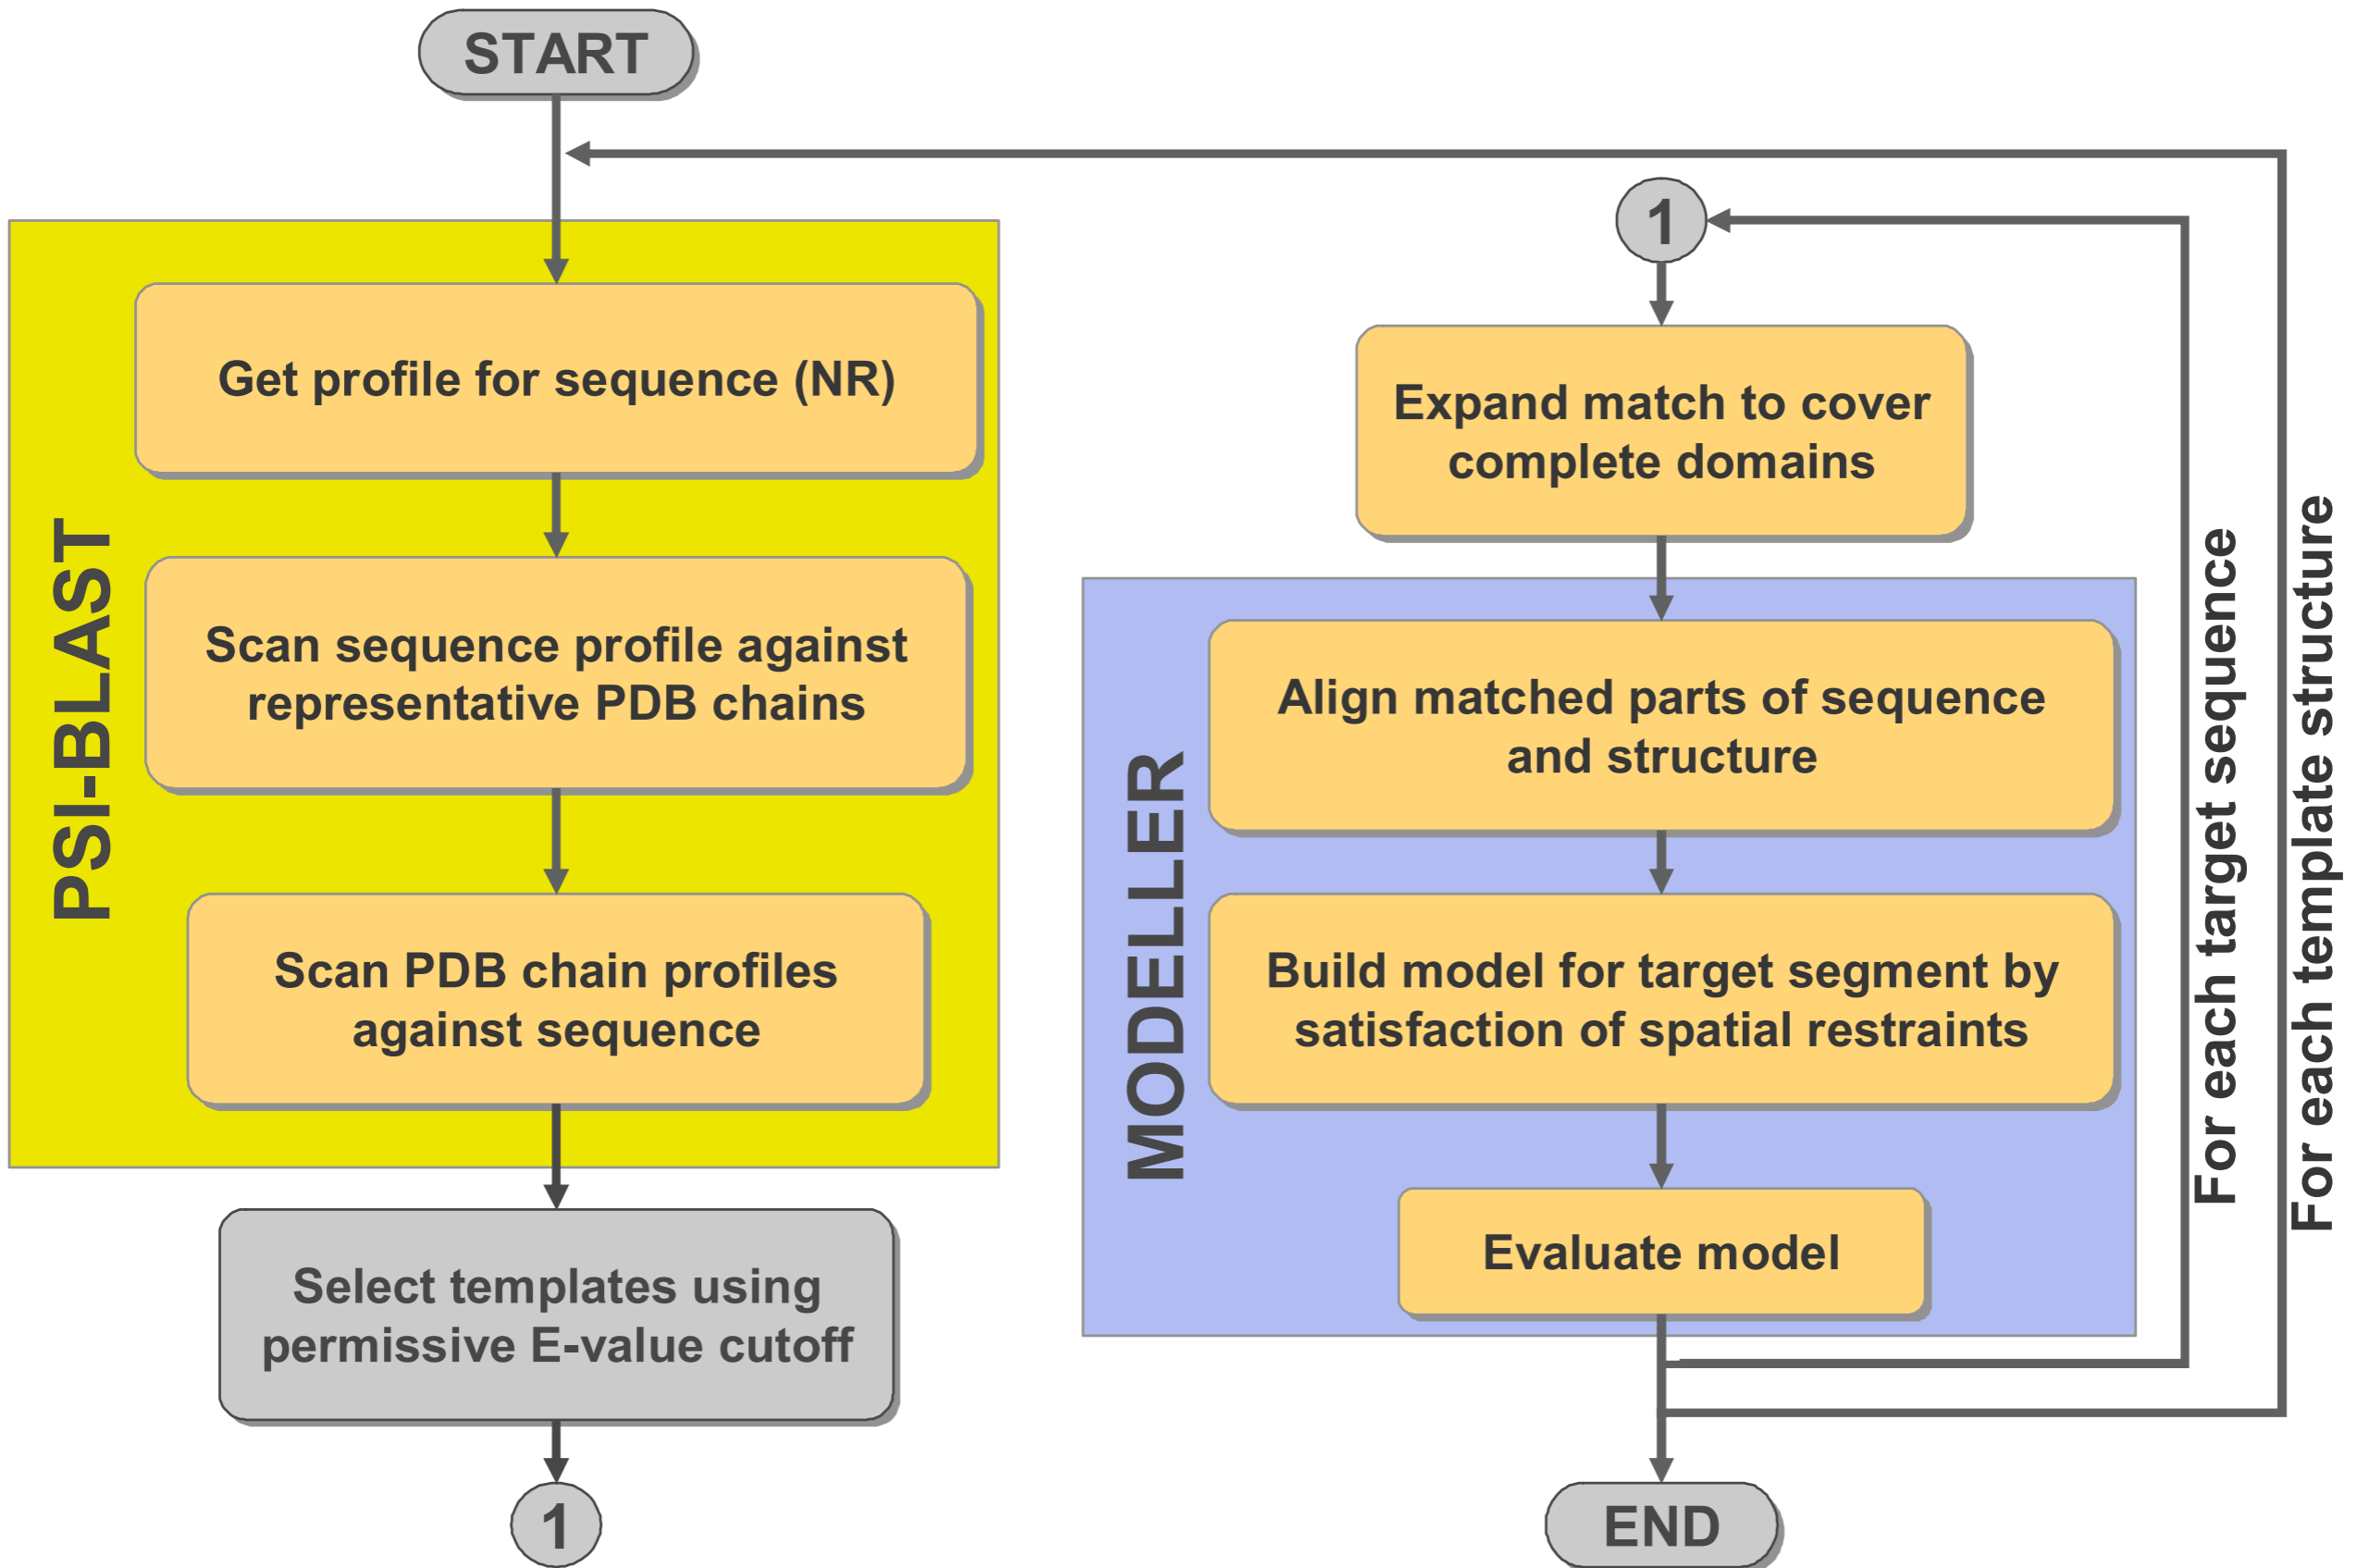 START
PSI-BLAST
Get profile for sequence (NR)
Scan sequence profile against
representative PDB chains
Scan PDB chain profiles
against sequence
Select templates using
permissive E-value cutoff
1
1
Expand match to cover
complete domains
MODELLER
Align matched parts of sequence
and structure
Build model for target segment by
satisfaction of spatial restraints
Evaluate model
END
For each target sequence
For each template structure